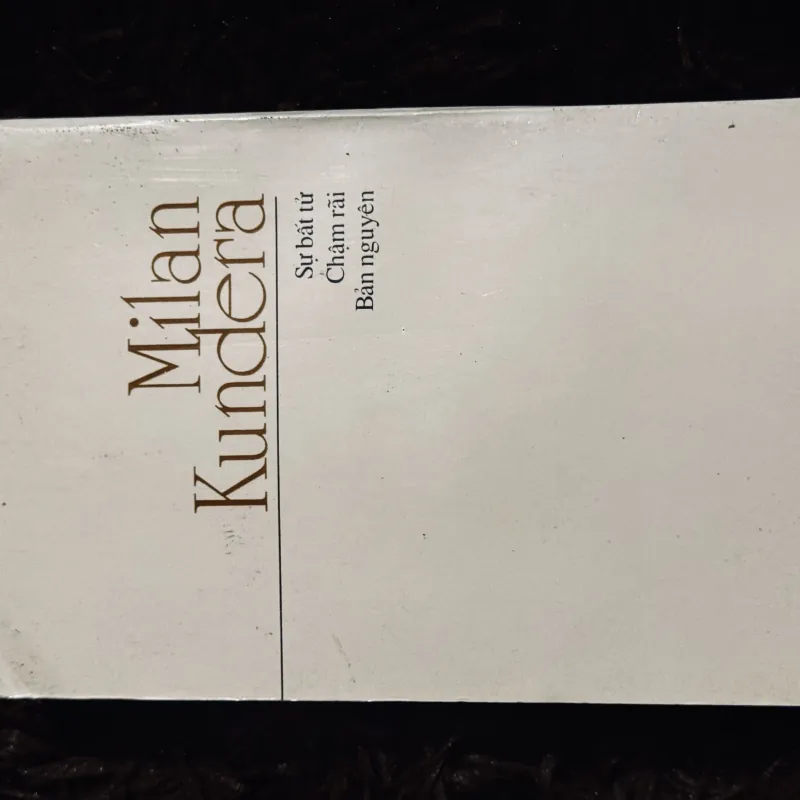 Milan
Kundera
Sự bất tử
Chậm rãi
Bản nguyên